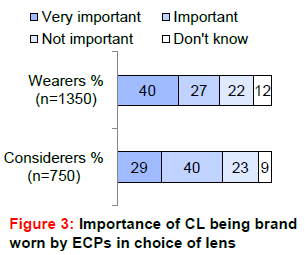 Very important Important
Not important Don't know
Wearers %
(n=1350)
40 27 22 12
Considerers %
(n=750)
29 40 23 9
Figure 3: Importance of CL being brand
worn by ECPs in choice of lens